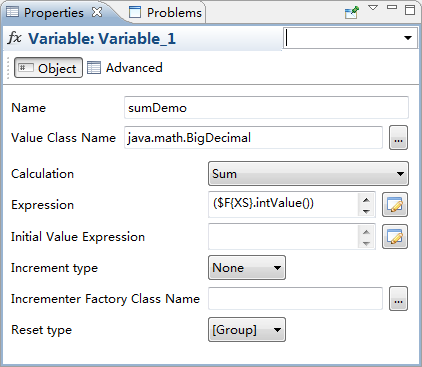 Properties Problems
fx Variable: Variable_1
Object Advanced
Name sumDemo
Value Class Name java.math.BigDecimal ...
Calculation Sum
Expression ($F{XS}.intValue())
Initial Value Expression
Increment type None
Incrementer Factory Class Name ...
Reset type [Group]